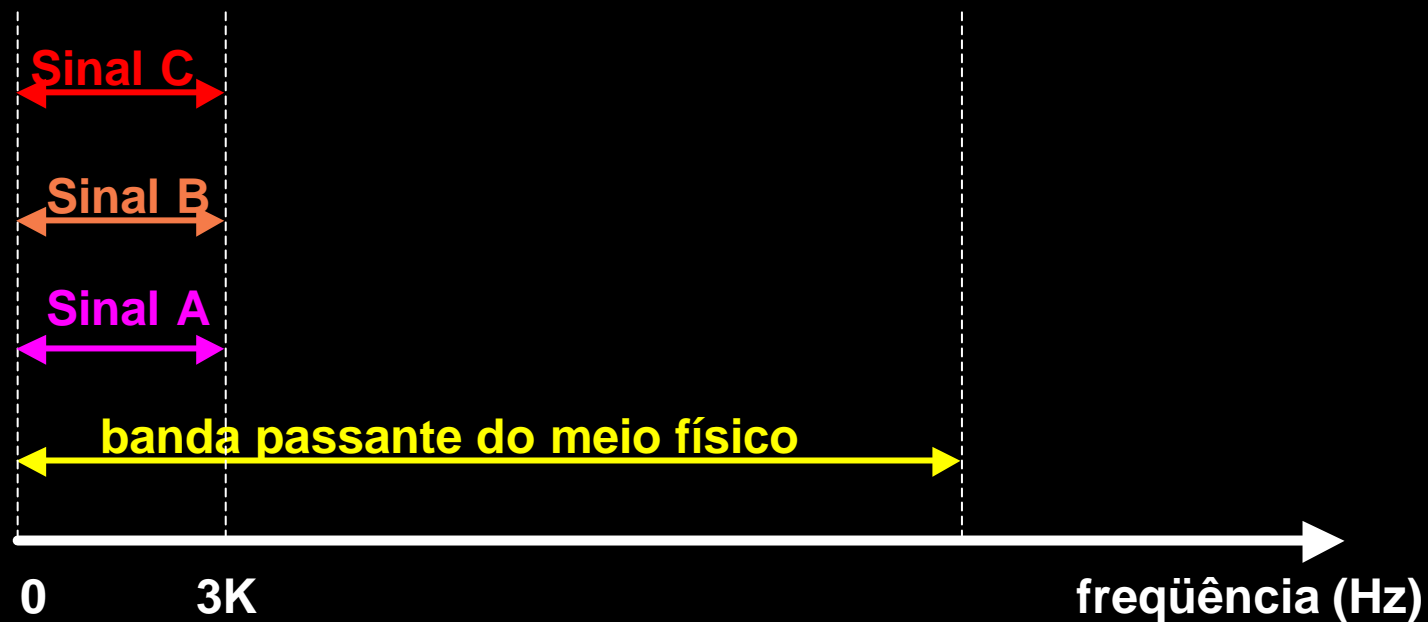 Sinal C
Sinal B
Sinal A
banda passante do meio físico
0 3K freqüência (Hz)